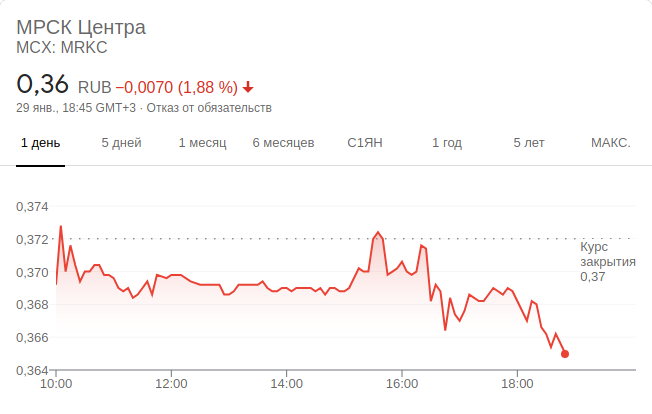 МРСК Центра
MCX: MRKC
0,36 RUB −0,0070 (1,88 %)
29 янв., 18:45 GMT+3 · Отказ от обязательств
1 день 5 дней 1 месяц 6 месяцев С1ЯН 1 год 5 лет МАКС.
0,374
0,372
Курс
закрытия
0,37
0,370
0,368
0,366
0,364
10:00 12:00 14:00 16:00 18:00